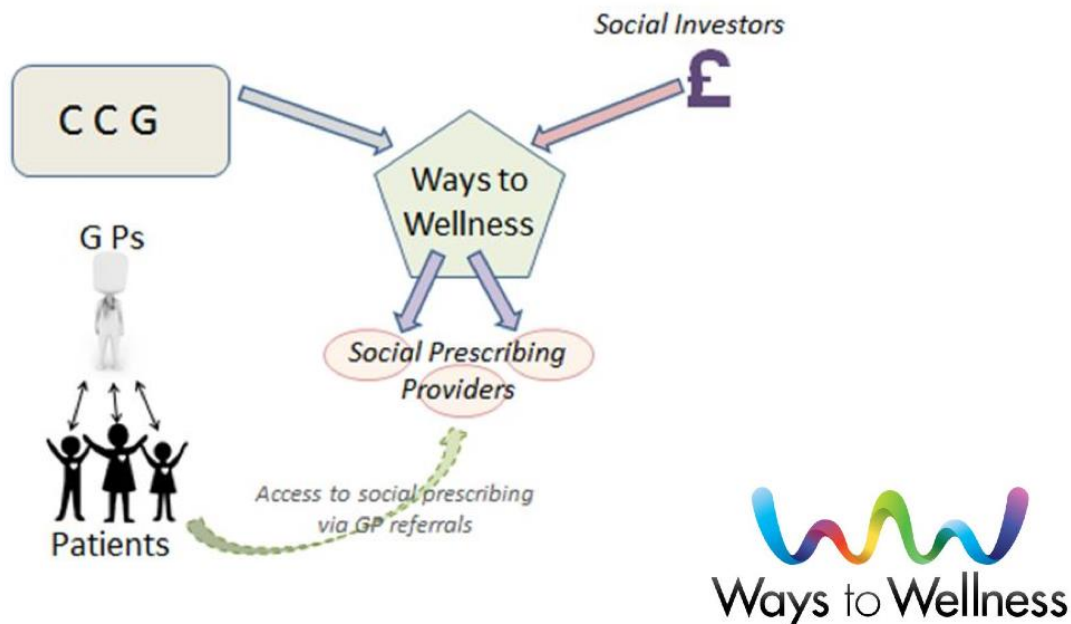 Social Investors
£
C C G
Ways to
Wellness
G Ps
Social Prescribing
Providers
Access to social prescribing
via GP referrals
Patients
Ways to Wellness